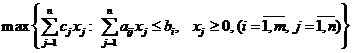 max{∑_{j=1}^{n} c_j x_j : ∑_{j=1}^{n} a_{ij} x_j ≤ b_i, x_j ≥ 0, (i = \overline{1,m}, j = \overline{1,n})}